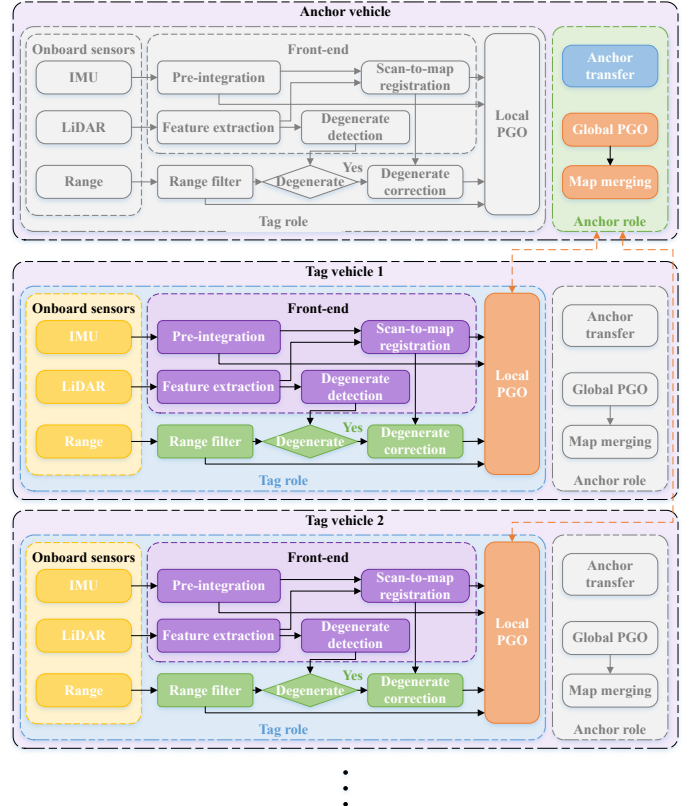 Anchor vehicle
Onboard sensors
IMU
LiDAR
Range
Front-end
Pre-integration
Scan-to-map
registration
Feature extraction
Degenerate
detection
Range filter
Degenerate
Yes
Degenerate
correction
Local
PGO
Tag role
Anchor
transfer
Global PGO
Map merging
Anchor role
Tag vehicle 1
Onboard sensors
IMU
LiDAR
Range
Front-end
Pre-integration
Scan-to-map
registration
Feature extraction
Degenerate
detection
Range filter
Degenerate
Yes
Degenerate
correction
Local
PGO
Tag role
Anchor
transfer
Global PGO
Map merging
Anchor role
Tag vehicle 2
Onboard sensors
IMU
LiDAR
Range
Front-end
Pre-integration
Scan-to-map
registration
Feature extraction
Degenerate
detection
Range filter
Degenerate
Yes
Degenerate
correction
Local
PGO
Tag role
Anchor
transfer
Global PGO
Map merging
Anchor role